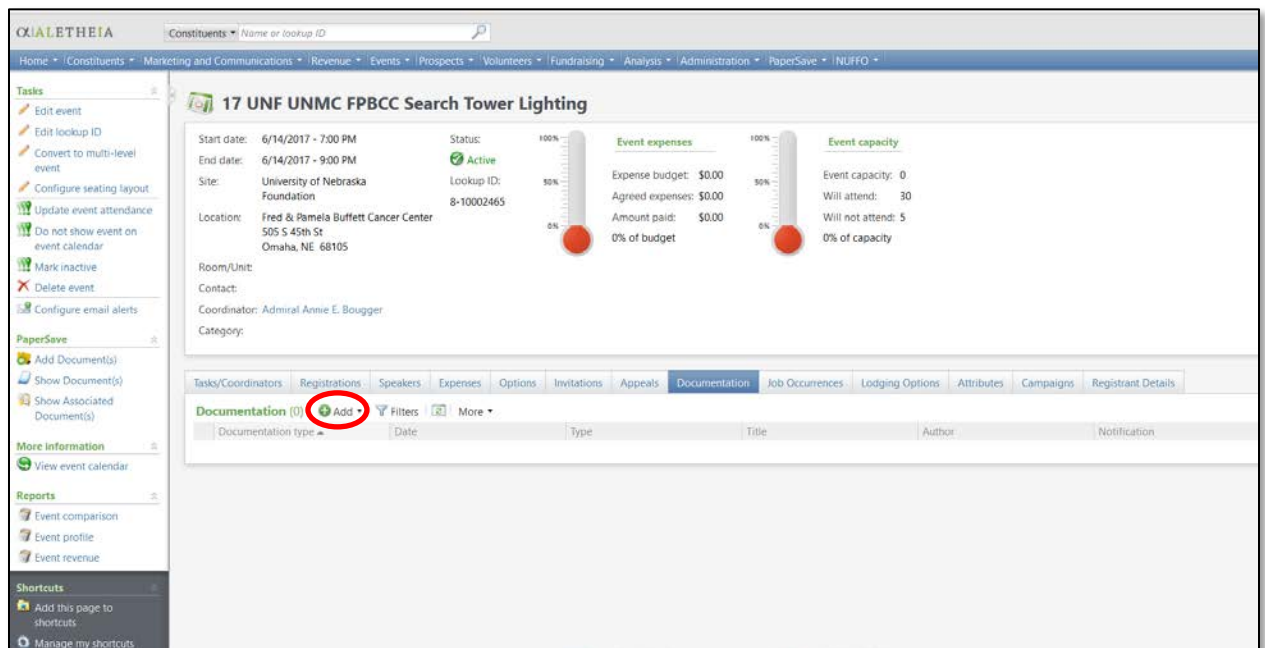 αλALETHEIA
Constituents Name or lookup ID
Home Constituents Marketing and Communications Revenue Events Prospects Volunteers Fundraising Analysis Administration PaperSave NUFFO
Tasks
Edit event
Edit lookup ID
Convert to multi-level
event
Configure seating layout
Update event attendance
Do not show event on
event calendar
Mark inactive
Delete event
Configure email alerts
PaperSave
Add Document(s)
Show Document(s)
Show Associated
Document(s)
More information
View event calendar
Reports
Event comparison
Event profile
Event revenue
Shortcuts
Add this page to
shortcuts
Manage my shortcuts
17 UNF UNMC FPBCC Search Tower Lighting
Start date: 6/14/2017 - 7:00 PM
End date: 6/14/2017 - 9:00 PM
Site: University of Nebraska
Foundation
Location: Fred & Pamela Buffett Cancer Center
505 S 45th St
Omaha, NE 68105
Room/Unit:
Contact:
Coordinator: Admiral Annie E. Bougger
Category:
Status:
Active
Lookup ID:
8-10002465
100%
50%
0%
Event expenses
Expense budget: $0.00
Agreed expenses: $0.00
Amount paid: $0.00
0% of budget
100%
50%
0%
Event capacity
Event capacity: 0
Will attend: 30
Will not attend: 5
0% of capacity
Tasks/Coordinators Registrations Speakers Expenses Options Invitations Appeals Documentation Job Occurrences Lodging Options Attributes Campaigns Registrant Details
Documentation (0) Add Filters More
Documentation type Date Type Title Author Notification